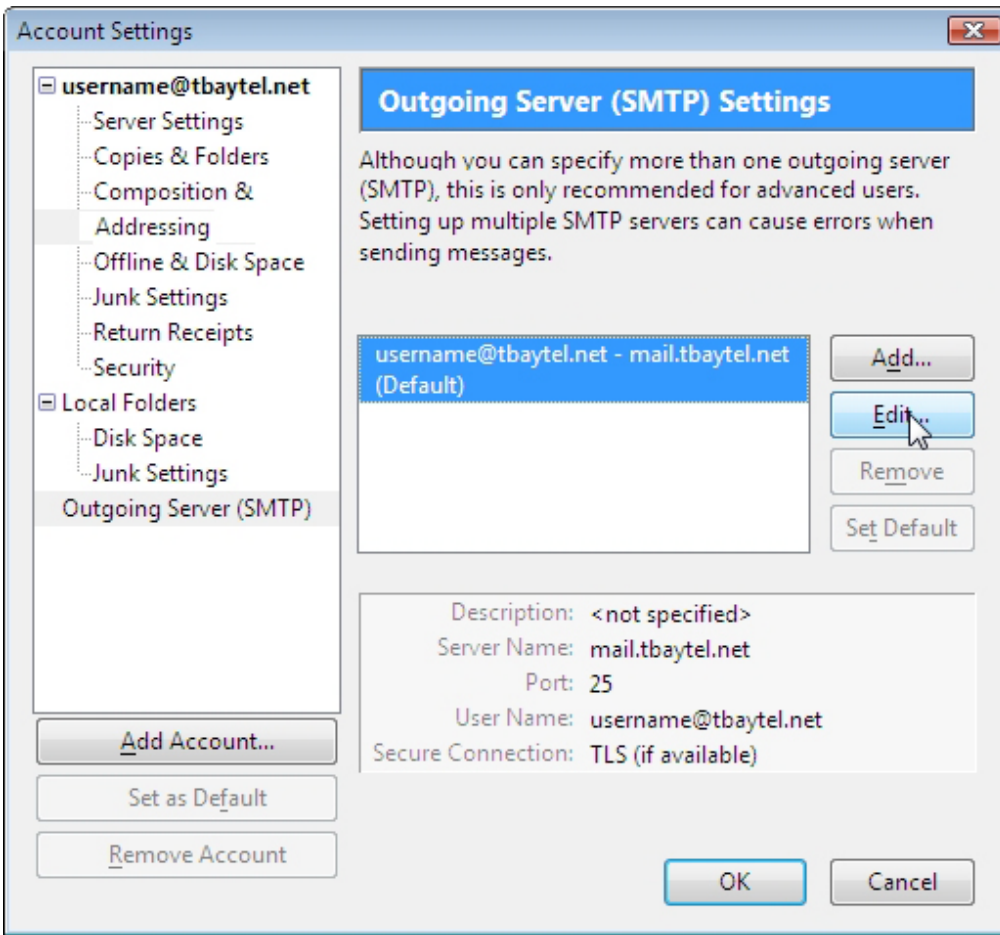 Account Settings
username@tbaytel.net
Server Settings
Copies & Folders
Composition &
Addressing
Offline & Disk Space
Junk Settings
Return Receipts
Security
Local Folders
Disk Space
Junk Settings
Outgoing Server (SMTP)
Add Account...
Set as Default
Remove Account
Outgoing Server (SMTP) Settings
Although you can specify more than one outgoing server
(SMTP), this is only recommended for advanced users.
Setting up multiple SMTP servers can cause errors when
sending messages.
username@tbaytel.net - mail.tbaytel.net
(Default)
Add...
Edit...
Remove
Set Default
Description: <not specified>
Server Name: mail.tbaytel.net
Port: 25
User Name: username@tbaytel.net
Secure Connection: TLS (if available)
OK
Cancel